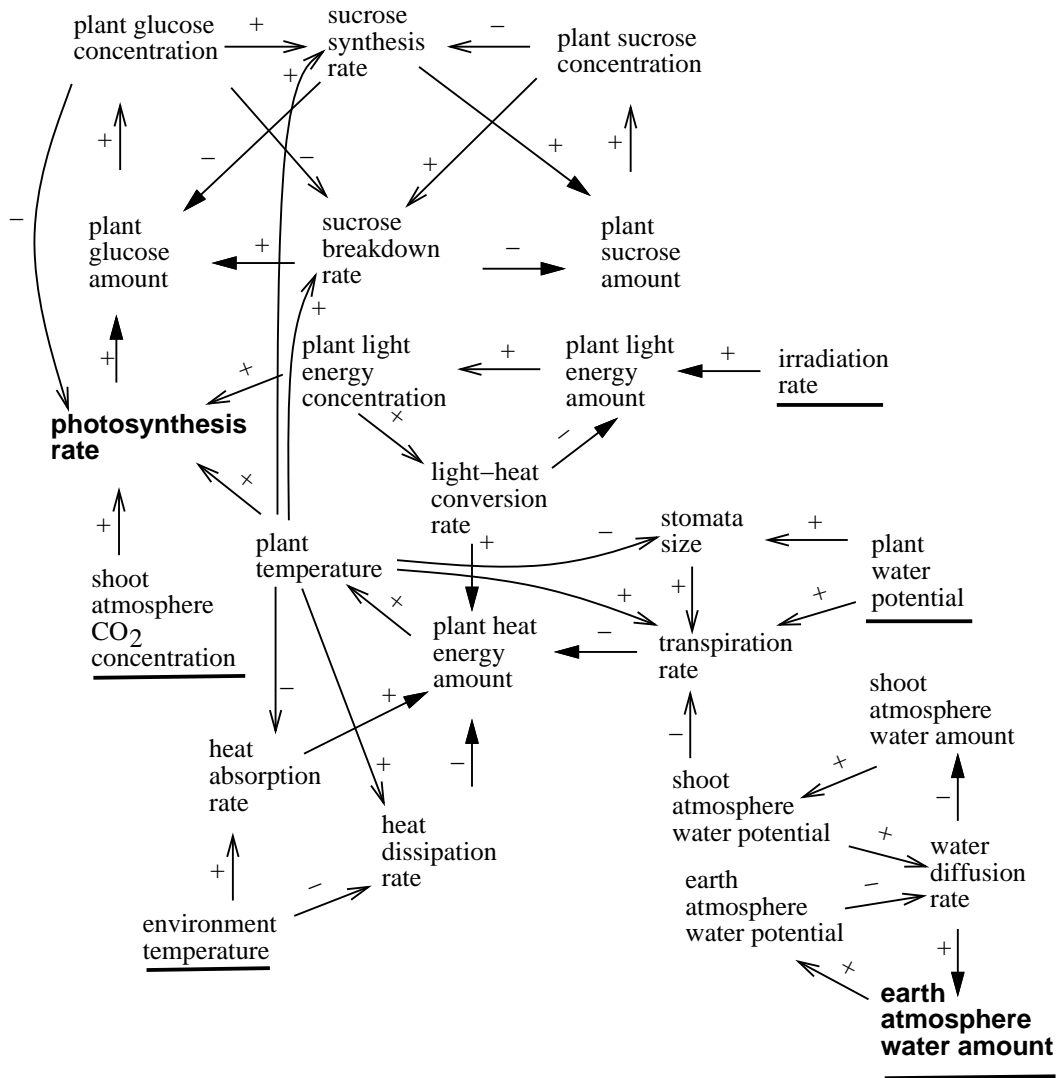 plant glucose
concentration
+
sucrose
synthesis
rate
−
plant sucrose
concentration
+
+
−
−
+
+
+
−
plant
glucose
amount
+
sucrose
breakdown
rate
−
plant
sucrose
amount
+
+
plant light
energy
concentration
+
plant light
energy
amount
+
irradiation
rate
+
+
−
photosynthesis
rate
light−heat
conversion
rate
+
+
+
shoot
atmosphere
CO2
concentration
plant
temperature
−
stomata
size
+
plant
water
potential
+
+
+
+
plant heat
energy
amount
−
transpiration
rate
−
+
−
shoot
atmosphere
water amount
heat
absorption
rate
+
−
shoot
atmosphere
water potential
+
−
heat
dissipation
rate
+
water
diffusion
rate
+
−
earth
atmosphere
water potential
−
environment
temperature
+
+
earth
atmosphere
water amount